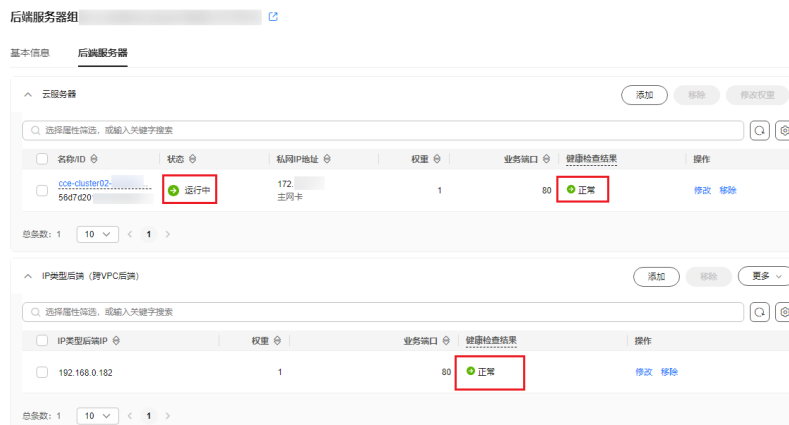 后端服务器组
基本信息 后端服务器
云服务器 添加 移除 修改权重
选择属性筛选，或输入关键字搜索
名称/ID 状态 私网IP地址 权重 业务端口 健康检查结果 操作
cce-cluster02- 运行中 172. 1 80 正常 修改 移除
56d7d20 主网卡
总条数：1 10 1
IP类型后端（跨VPC后端） 添加 移除 更多
选择属性筛选，或输入关键字搜索
IP类型后端IP 权重 业务端口 健康检查结果 操作
192.168.0.182 1 80 正常 修改 移除
总条数：1 10 1